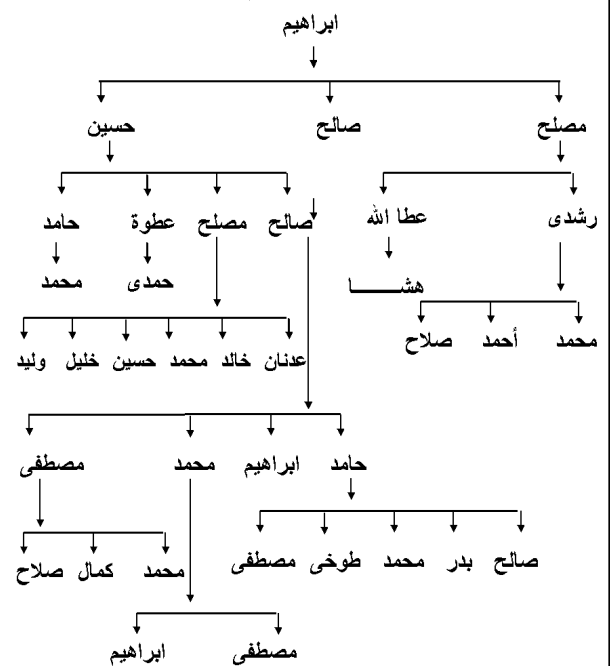 ابراهيم
مصلح صالح حسين
رشدى عطا الله صالح مصلح عطوة حامد
هشــــــا حمدى محمد
محمد أحمد صلاح
عدنان خالد محمد حسين خليل وليد
حامد ابراهيم محمد مصطفى
صالح بدر محمد طوخى مصطفى
محمد كمال صلاح
مصطفى ابراهيم